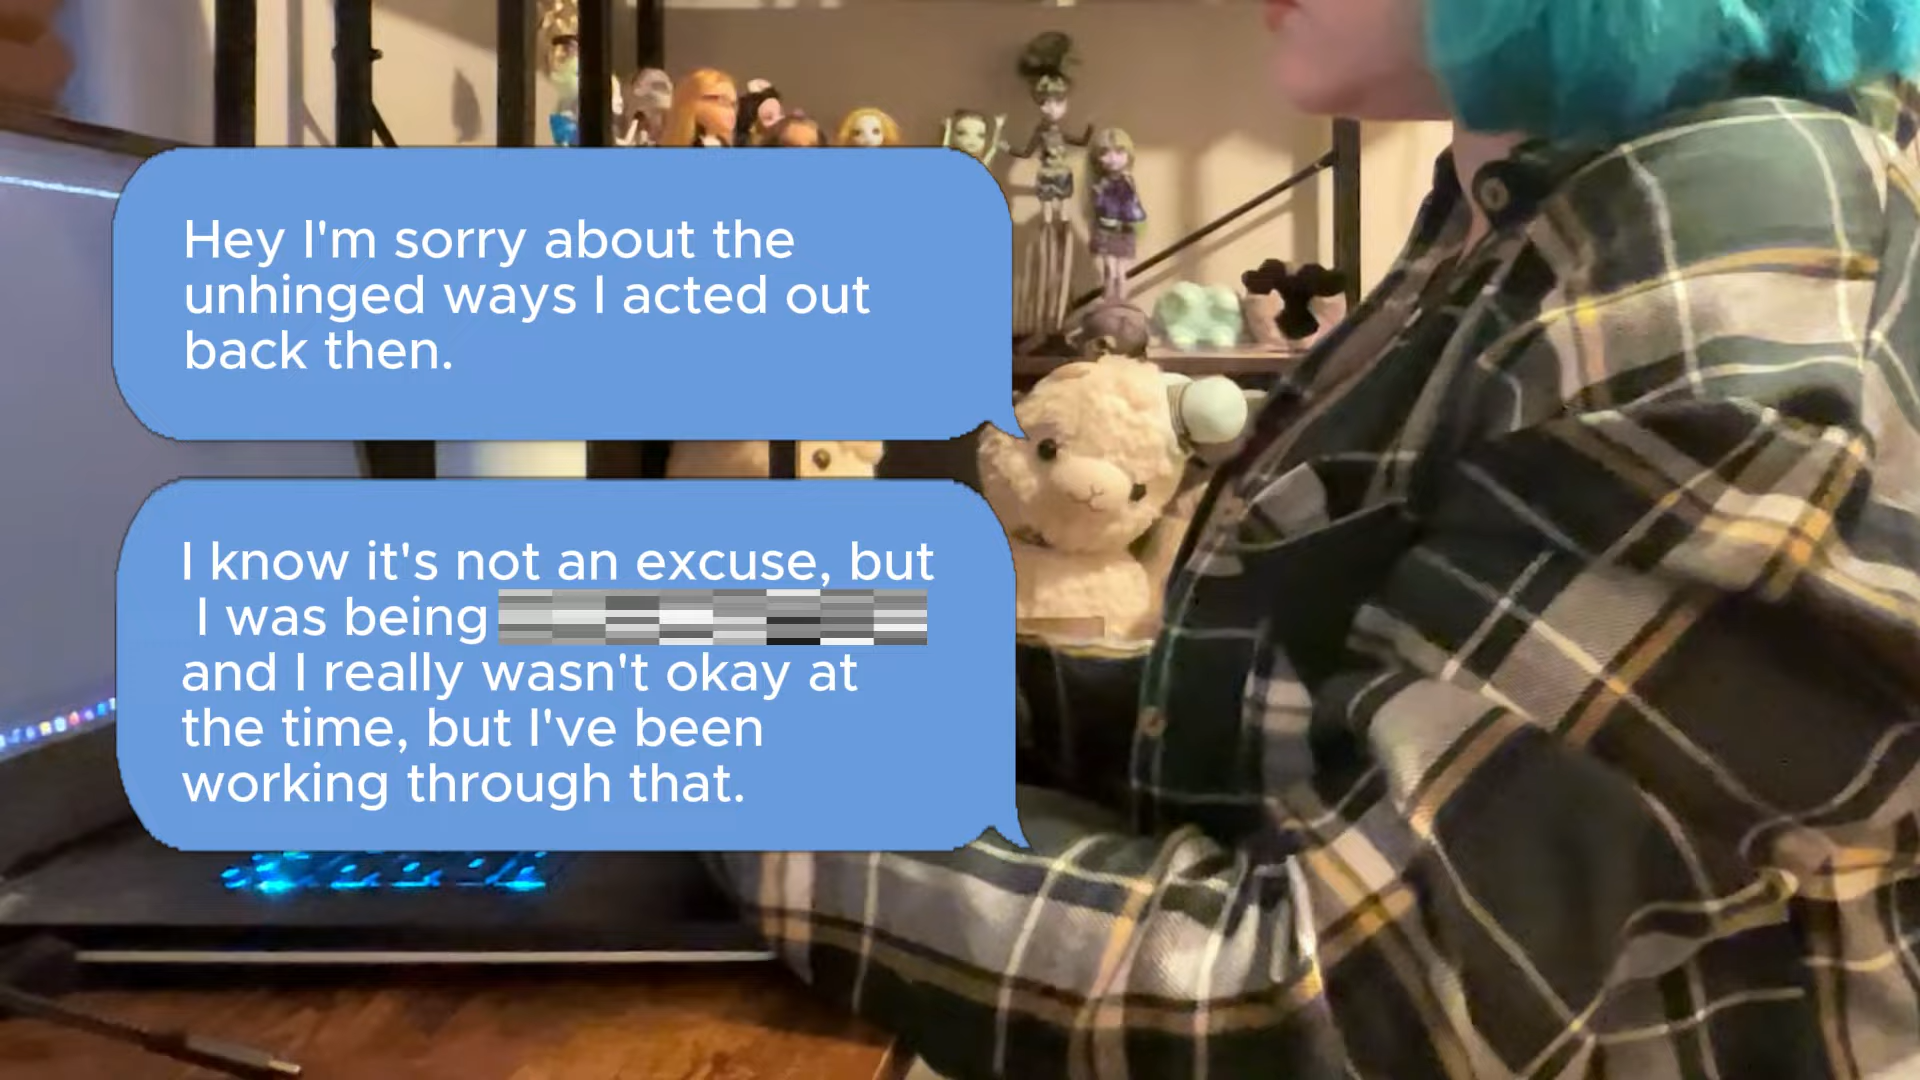 Hey I'm sorry about the
unhinged ways I acted out
back then.
I know it's not an excuse, but
I was being
and I really wasn't okay at
the time, but I've been
working through that.